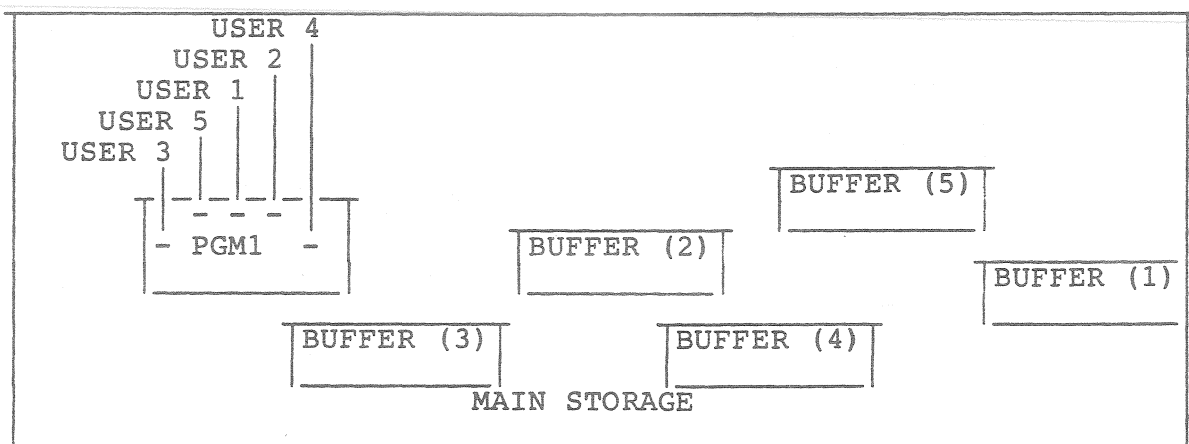 USER 4
USER 2
USER 1
USER 5
USER 3
BUFFER (5)
PGM1
BUFFER (2)
BUFFER (1)
BUFFER (3)
BUFFER (4)
MAIN STORAGE